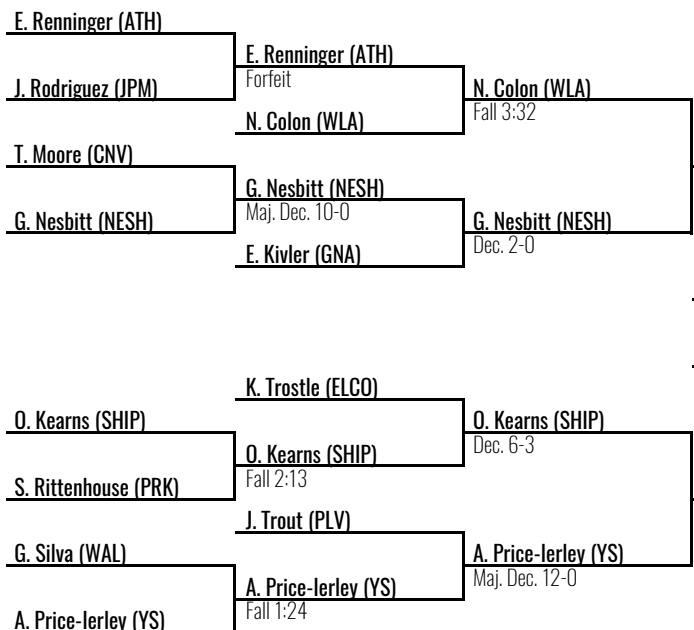 E. Renninger (ATH)
E. Renninger (ATH)
Forfeit
J. Rodriguez (JPM)
N. Colon (WLA)
Fall 3:32
N. Colon (WLA)
T. Moore (CNV)
G. Nesbitt (NESH)
Maj. Dec. 10-0
G. Nesbitt (NESH)
G. Nesbitt (NESH)
Dec. 2-0
E. Kivler (GNA)
K. Trostle (ELCO)
O. Kearns (SHIP)
O. Kearns (SHIP)
Dec. 6-3
O. Kearns (SHIP)
Fall 2:13
S. Rittenhouse (PRK)
J. Trout (PLV)
G. Silva (WAL)
A. Price-Ierley (YS)
Maj. Dec. 12-0
A. Price-Ierley (YS)
Fall 1:24
A. Price-Ierley (YS)